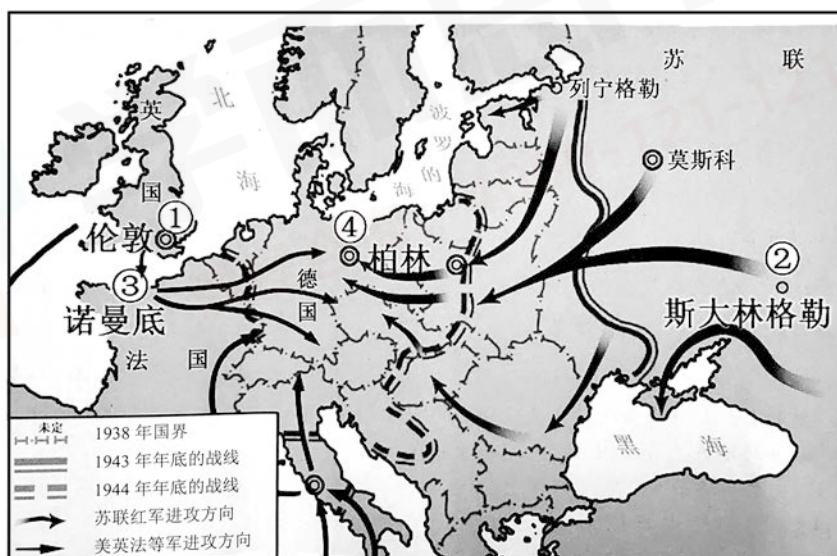 苏 联
北
海
英
国
波
罗
的
海
列宁格勒
莫斯科
①
伦敦
④
柏林
②
斯大林格勒
③
诺曼底
德
国
法 国
黑 海
未定
1938 年国界
1943 年年底的战线
1944 年年底的战线
苏联红军进攻方向
美英法等军进攻方向